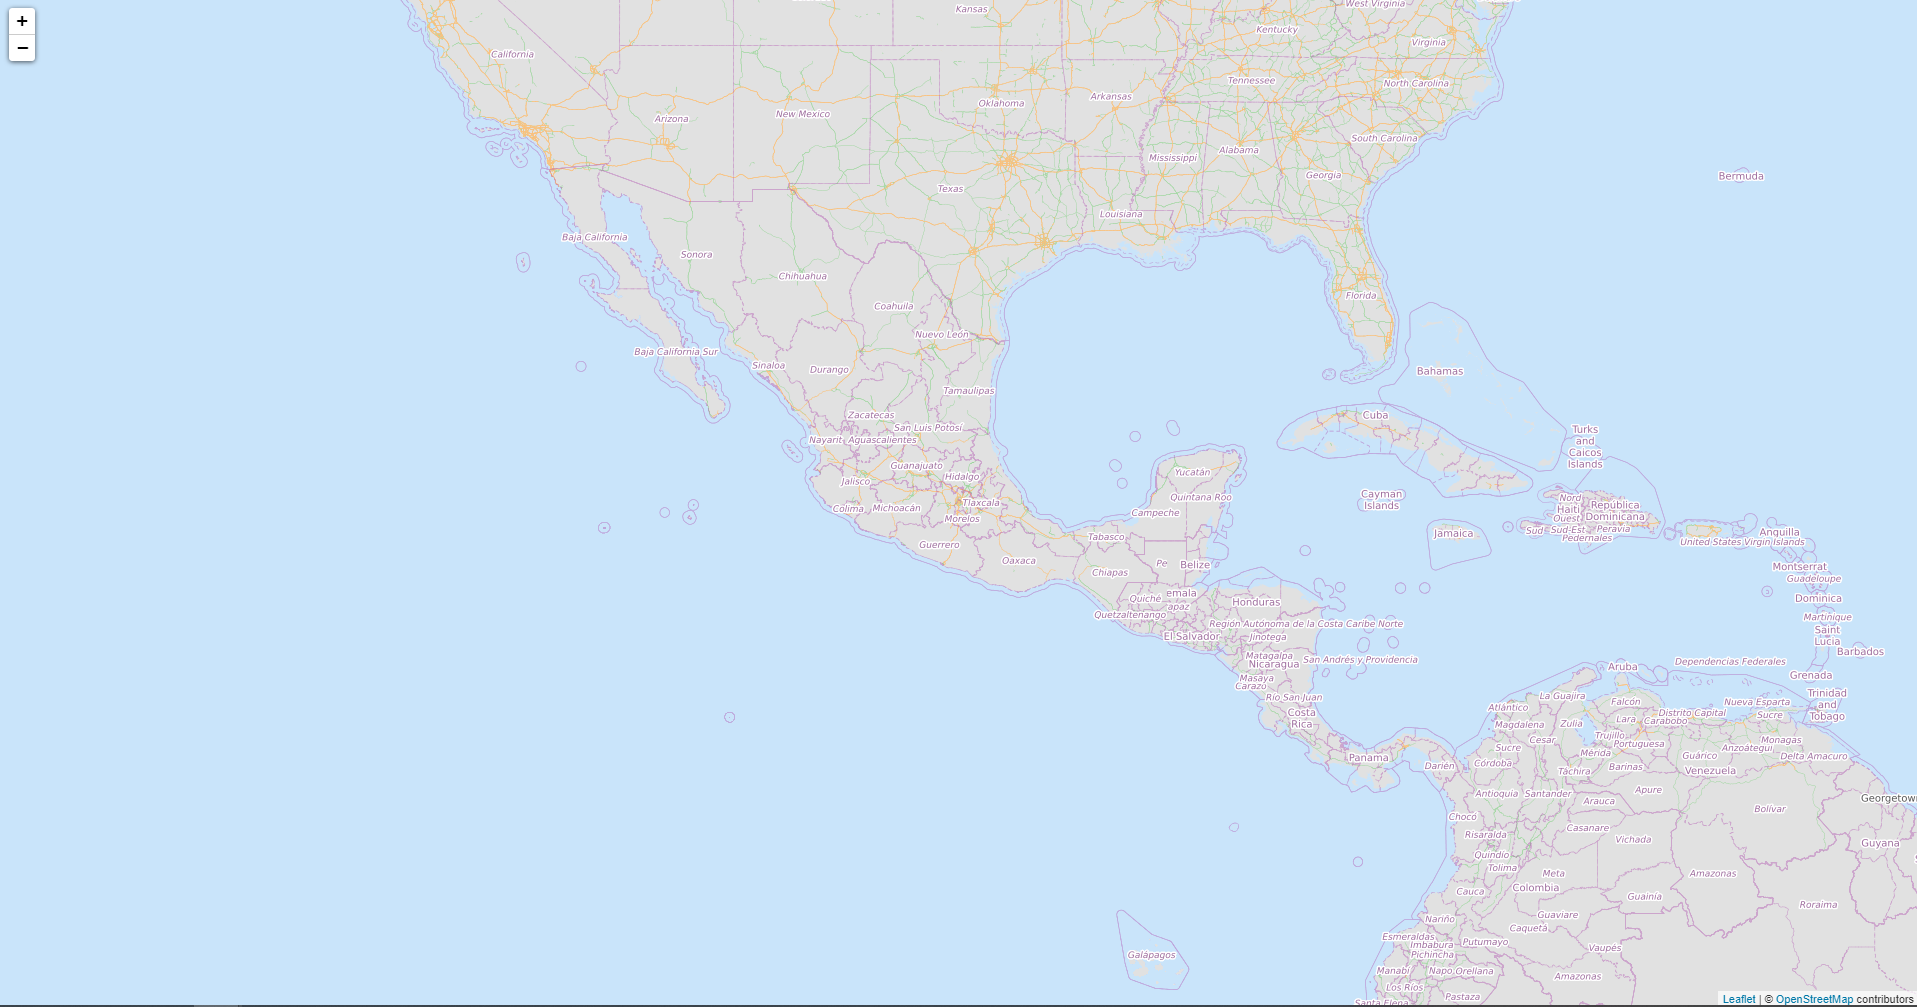 +
−
Kansas
West Virginia
Kentucky
Virginia
California
Tennessee
North Carolina
Oklahoma
Arkansas
New Mexico
Arizona
South Carolina
Alabama
Mississippi
Georgia
Bermuda
Texas
Louisiana
Baja California
Sonora
Chihuahua
Florida
Coahuila
Nuevo León
Baja California Sur
Sinaloa
Durango
Bahamas
Tamaulipas
Zacatecas
Cuba
San Luis Potosí
Turks
and
Caicos
Islands
Nayarit
Aguascalientes
Guanajuato
Yucatán
Hidalgo
Jalisco
Cayman
Islands
Quintana Roo
Nord
Haiti
Ouest
Tlaxcala
República
Dominicana
Colima
Michoacán
Campeche
Morelos
Sud
Sud-Est
Peravia
Pedernales
Jamaica
Anguilla
United States Virgin Islands
Tabasco
Guerrero
Oaxaca
Pe
Belize
Montserrat
Chiapas
Guadeloupe
emala
Quiché
apaz
Dominica
Honduras
Quetzaltenango
Martinique
Región Autónoma de la Costa Caribe Norte
Saint
Lucia
El Salvador
Jinotega
Barbados
Matagalpa
San Andrés y Providencia
Nicaragua
Dependencias Federales
Aruba
Masaya
Carazo
Grenada
Río San Juan
La Guajira
Trinidad
and
Tobago
Falcón
Nueva Esparta
Atlántico
Costa
Rica
Distrito Capital
Sucre
Lara
Carabobo
Magdalena
Zulia
Trujillo
Cesar
Portuguesa
Monagas
Sucre
Anzoátegui
Mérida
Guárico
Delta Amacuro
Panama
Darién
Córdoba
Táchira
Barinas
Venezuela
Apure
Antioquia
Santander
Arauca
Georgetown
Bolívar
Chocó
Casanare
Risaralda
Vichada
Guyana
Quindío
Tolima
Meta
Amazonas
Colombia
Cauca
Guainía
Roraima
Nariño
Guaviare
Caquetá
Esmeraldas
Imbabura
Putumayo
Vaupés
Pichincha
Galápagos
Manabí
Napo
Orellana
Amazonas
Los Ríos
Pastaza
Santa Elena
Leaflet | © OpenStreetMap contributors